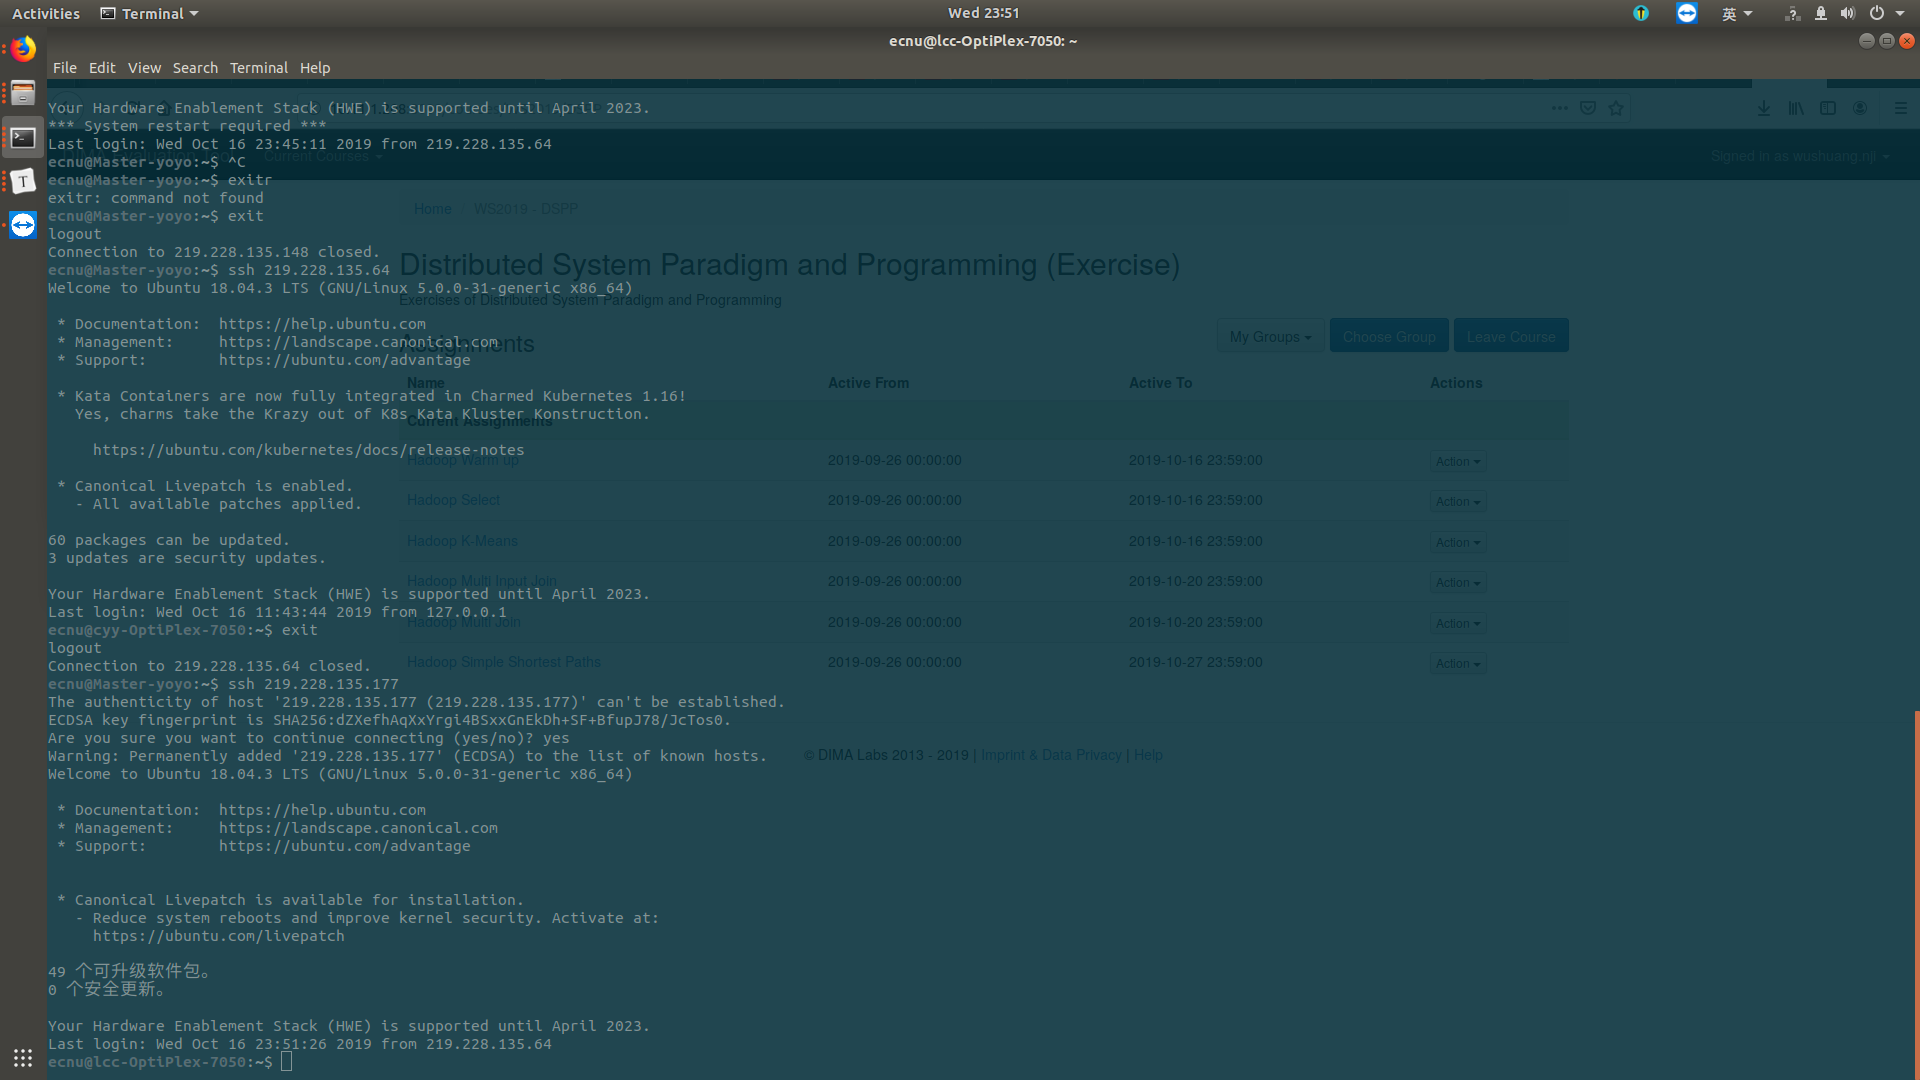 Activities
Terminal
Wed 23:51
英
ecnu@lcc-OptiPlex-7050: ~
File Edit View Search Terminal Help
Your Hardware Enablement Stack (HWE) is supported until April 2023.
*** System restart required ***
Last login: Wed Oct 16 23:45:11 2019 from 219.228.135.64
ecnu@Master-yoyo:~$ ^C
ecnu@Master-yoyo:~$ exitr
exitr: command not found
ecnu@Master-yoyo:~$ exit
logout
Connection to 219.228.135.148 closed.
ecnu@Master-yoyo:~$ ssh 219.228.135.64
Welcome to Ubuntu 18.04.3 LTS (GNU/Linux 5.0.0-31-generic x86_64)
* Documentation: https://help.ubuntu.com
* Management: https://landscape.canonical.com
* Support: https://ubuntu.com/advantage
* Kata Containers are now fully integrated in Charmed Kubernetes 1.16!
Yes, charms take the Krazy out of K8s Kata Kluster Konstruction.
https://ubuntu.com/kubernetes/docs/release-notes
* Canonical Livepatch is enabled.
- All available patches applied.
60 packages can be updated.
3 updates are security updates.
Your Hardware Enablement Stack (HWE) is supported until April 2023.
Last login: Wed Oct 16 11:43:44 2019 from 127.0.0.1
ecnu@cyy-OptiPlex-7050:~$ exit
logout
Connection to 219.228.135.64 closed.
ecnu@Master-yoyo:~$ ssh 219.228.135.177
The authenticity of host '219.228.135.177 (219.228.135.177)' can't be established.
ECDSA key fingerprint is SHA256:dZXefhAqXxYrgi4BSxxGnEkDh+SF+BfupJ78/JcTos0.
Are you sure you want to continue connecting (yes/no)? yes
Warning: Permanently added '219.228.135.177' (ECDSA) to the list of known hosts.
Welcome to Ubuntu 18.04.3 LTS (GNU/Linux 5.0.0-31-generic x86_64)
* Documentation: https://help.ubuntu.com
* Management: https://landscape.canonical.com
* Support: https://ubuntu.com/advantage
* Canonical Livepatch is available for installation.
- Reduce system reboots and improve kernel security. Activate at:
https://ubuntu.com/livepatch
49 个可升级软件包。
0 个安全更新。
Your Hardware Enablement Stack (HWE) is supported until April 2023.
Last login: Wed Oct 16 23:51:26 2019 from 219.228.135.64
ecnu@lcc-OptiPlex-7050:~$
Current Courses
Signed in as wushuang.njl
Home WS2019 - DSPP
Distributed System Paradigm and Programming (Exercise)
Exercises of Distributed System Paradigm and Programming
Assignments
My Groups Choose Group Leave Course
Name Active From Active To Actions
Current Assignments
Hadoop Warm-up 2019-09-26 00:00:00 2019-10-16 23:59:00 Action
Hadoop Select 2019-09-26 00:00:00 2019-10-16 23:59:00 Action
Hadoop K-Means 2019-09-26 00:00:00 2019-10-16 23:59:00 Action
Hadoop Multi Input Join 2019-09-26 00:00:00 2019-10-20 23:59:00 Action
Hadoop Multi Join 2019-09-26 00:00:00 2019-10-20 23:59:00 Action
Hadoop Simple Shortest Paths 2019-09-26 00:00:00 2019-10-27 23:59:00 Action
© DIMA Labs 2013 - 2019 | Imprint & Data Privacy | Help